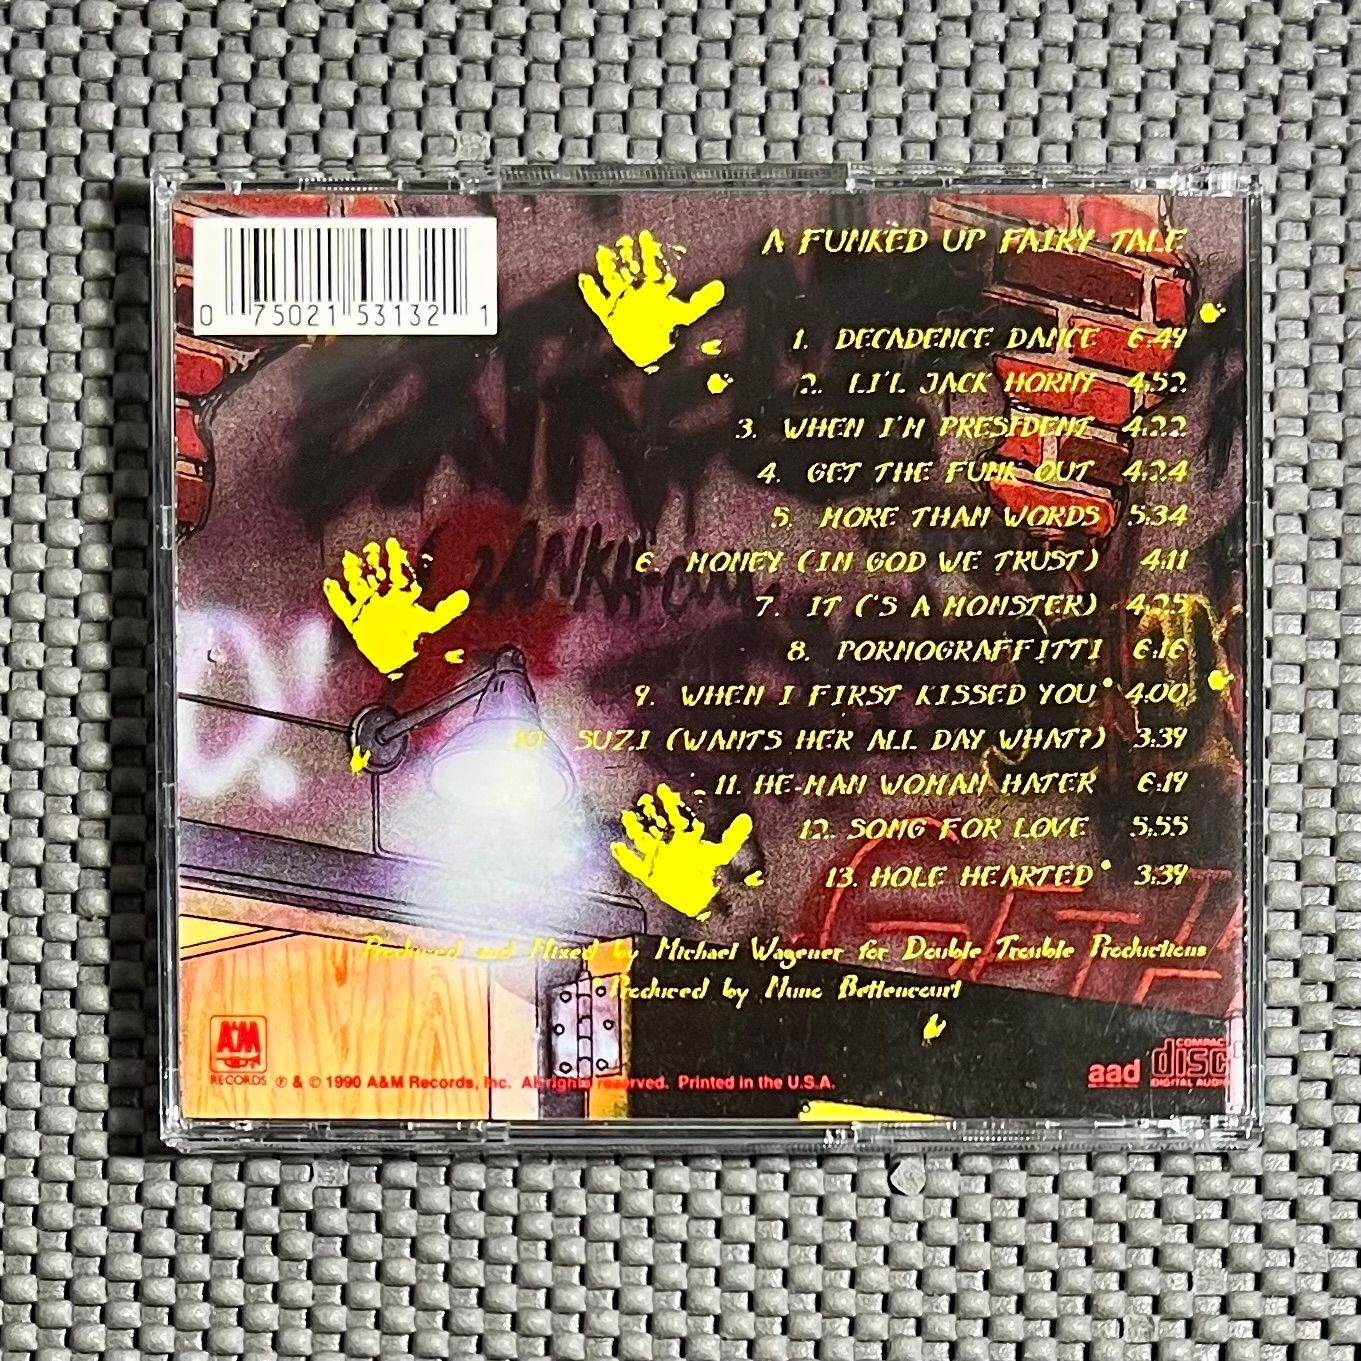 0 75021 53132 1
A FUNKED UP FAIRY TALE
1. DECADENCE DANCE 6:49
2. LI'L JACK HORNY 4:52
3. WHEN I'M PRESIDENT 4:22
4. GET THE FUNK OUT 4:24
5. MORE THAN WORDS 5:34
6. MONEY (IN GOD WE TRUST) 4:11
7. IT ('S A MONSTER) 4:25
8. PORNOGRAFFITTI 6:16
9. WHEN I FIRST KISSED YOU• 4:00
10. SUZI (WANTS HER ALL DAY WHAT?) 3:39
11. HE-MAN WOMAN HATER 6:19
12. SONG FOR LOVE 5:55
13. HOLE HEARTED• 3:39
Produced and Mixed by Michael Wagener for Double Trouble Productions
•Produced by Nuno Bettencourt
A&M
RECORDS ℗ & © 1990 A&M Records, Inc. All rights reserved. Printed in the U.S.A.
aad
COMPACT
disc
DIGITAL AUDIO